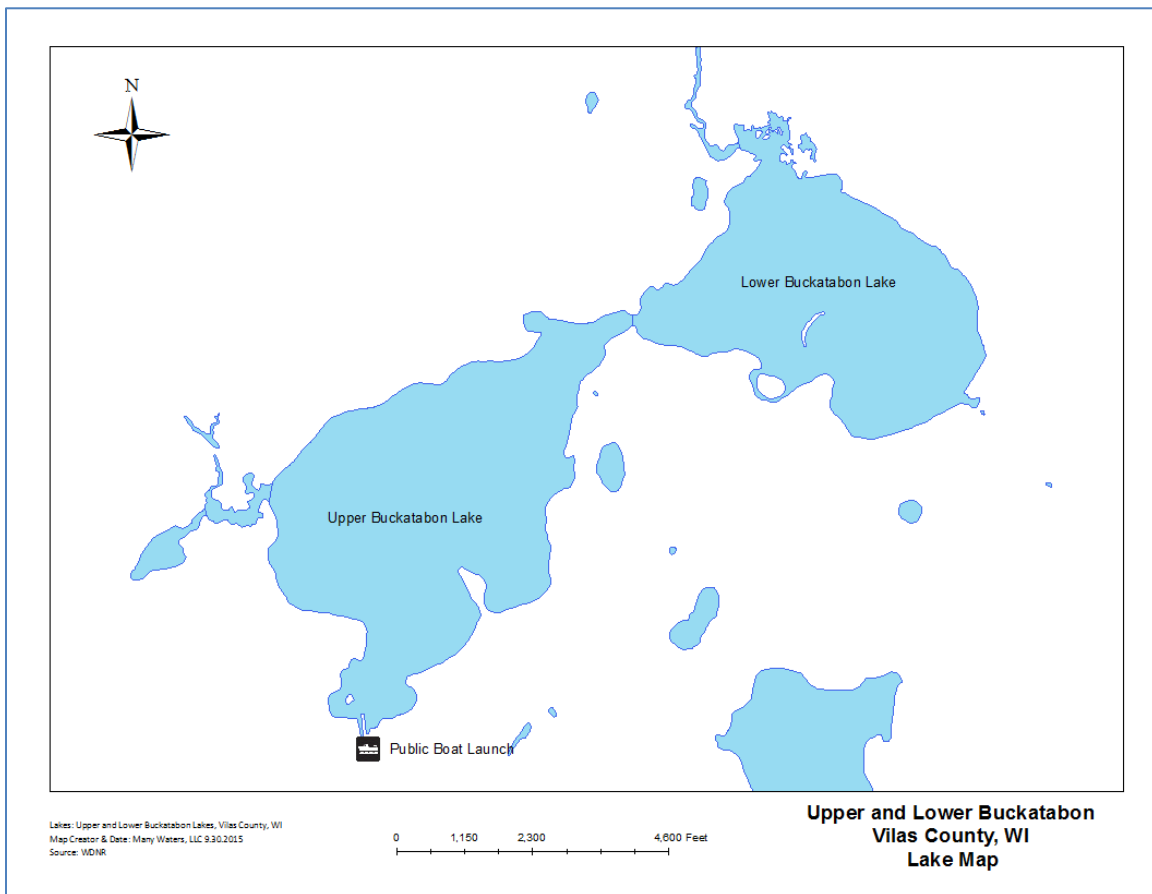 N
Lower Buckatabon Lake
Upper Buckatabon Lake
Public Boat Launch
Lakes: Upper and Lower Buckatabon Lakes, Vilas County, WI
Map Creator & Date: Many Waters, LLC 9.30.2015
Source: WDNR
0 1,150 2,300 4,600 Feet
Upper and Lower Buckatabon
Vilas County, WI
Lake Map